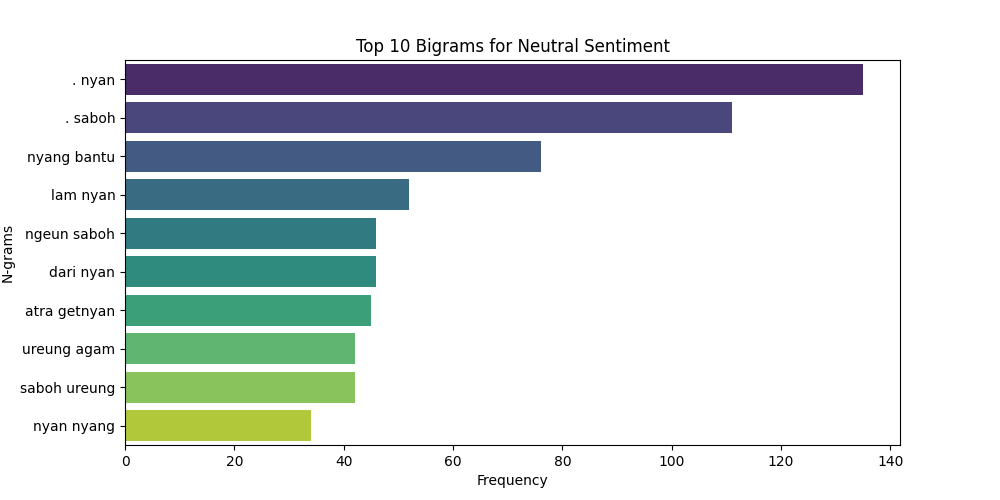 Top 10 Bigrams for Neutral Sentiment
N-grams
. nyan
. saboh
nyang bantu
lam nyan
ngeun saboh
dari nyan
atra getnyan
ureung agam
saboh ureung
nyan nyang
0 20 40 60 80 100 120 140
Frequency